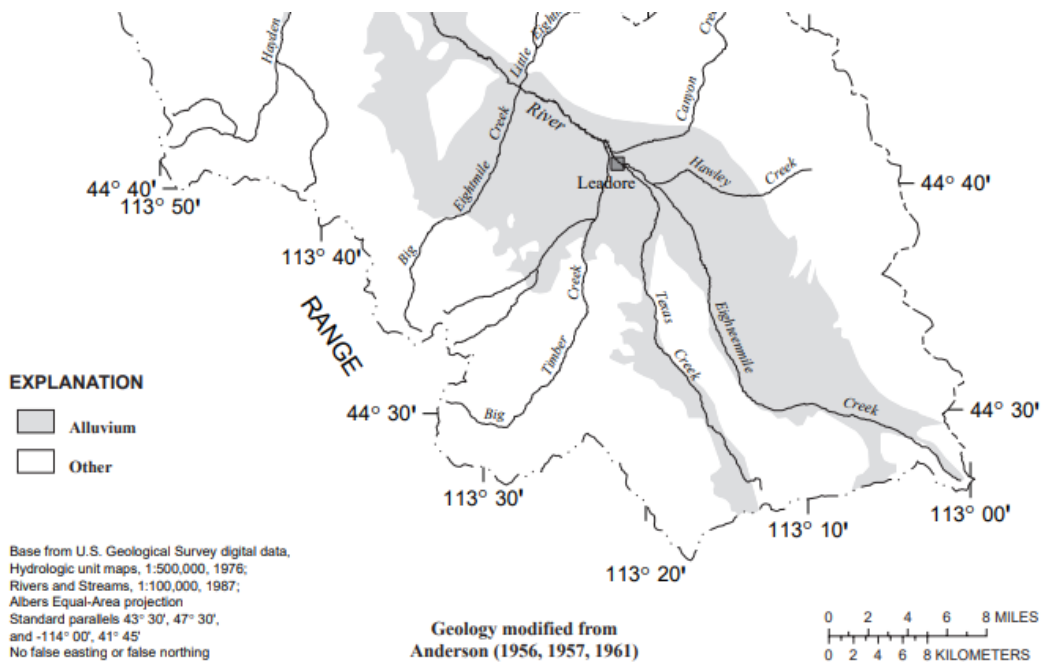 Hayden
Little Eightm
Cree
Canyon
River
Creek
Leadore
Hawley
Creek
44° 40'
113° 50'
44° 40'
Eightmile
Big
113° 40'
RANGE
Creek
Timber
Big
Texas
Creek
Eighteenmile
Creek
EXPLANATION
Alluvium
Other
44° 30'
44° 30'
113° 30'
113° 20'
113° 10'
113° 00'
Base from U.S. Geological Survey digital data,
Hydrologic unit maps, 1:500,000, 1976;
Rivers and Streams, 1:100,000, 1987;
Albers Equal-Area projection
Standard parallels 43° 30', 47° 30',
and -114° 00', 41° 45'
No false easting or false northing
Geology modified from
Anderson (1956, 1957, 1961)
0 2 4 6 8 MILES
0 2 4 6 8 KILOMETERS